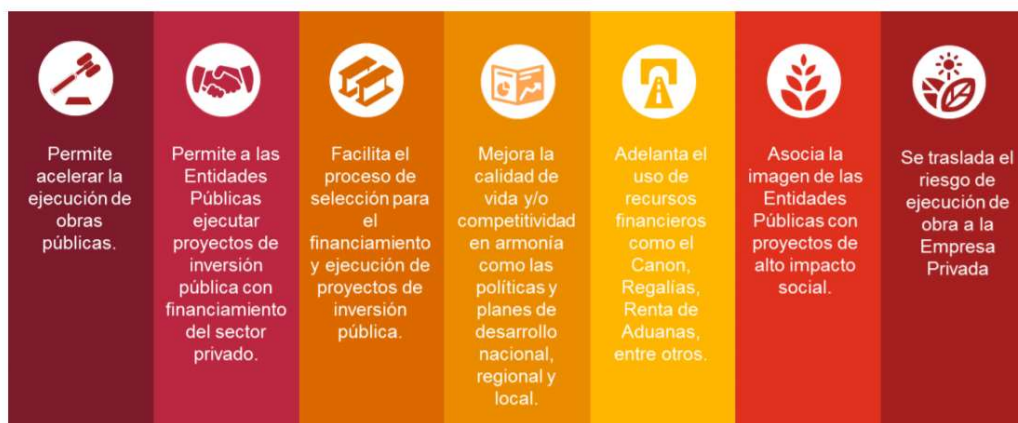 Permite
acelerar la
ejecución de
obras
públicas.
Permite a las
Entidades
Públicas
ejecutar
proyectos de
inversión
pública con
financiamiento
del sector
privado.
Facilita el
proceso de
selección para
el
financiamiento
y ejecución de
proyectos de
inversión
pública.
Mejora la
calidad de
vida y/o
competitividad
en armonía
como las
políticas y
planes de
desarrollo
nacional,
regional y
local.
Adelanta el
uso de
recursos
financieros
como el
Canon,
Regalías,
Renta de
Aduanas,
entre otros.
Asocia la
imagen de las
Entidades
Públicas con
proyectos de
alto impacto
social.
Se traslada el
riesgo de
ejecución de
obra a la
Empresa
Privada